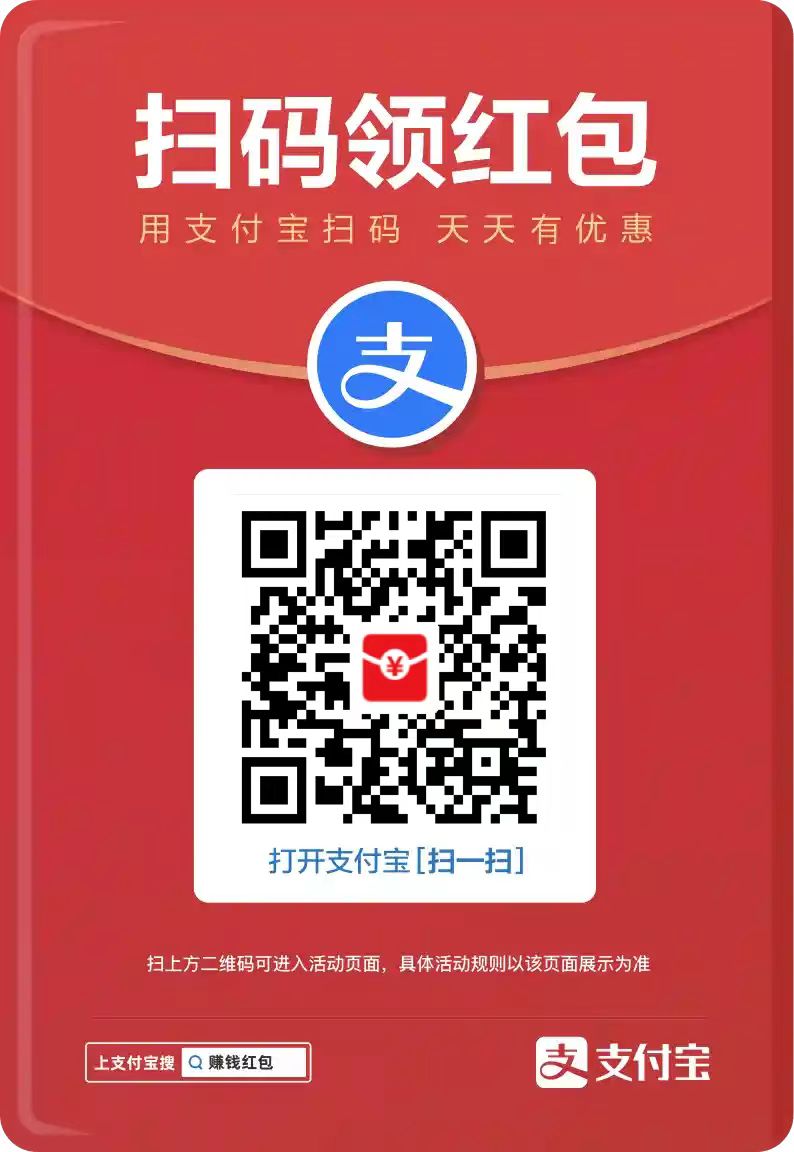 扫码领红包
用支付宝扫码 天天有优惠
支
¥
打开支付宝[扫一扫]
扫上方二维码可进入活动页面，具体活动规则以该页面展示为准
上支付宝搜 赚钱红包
支 支付宝